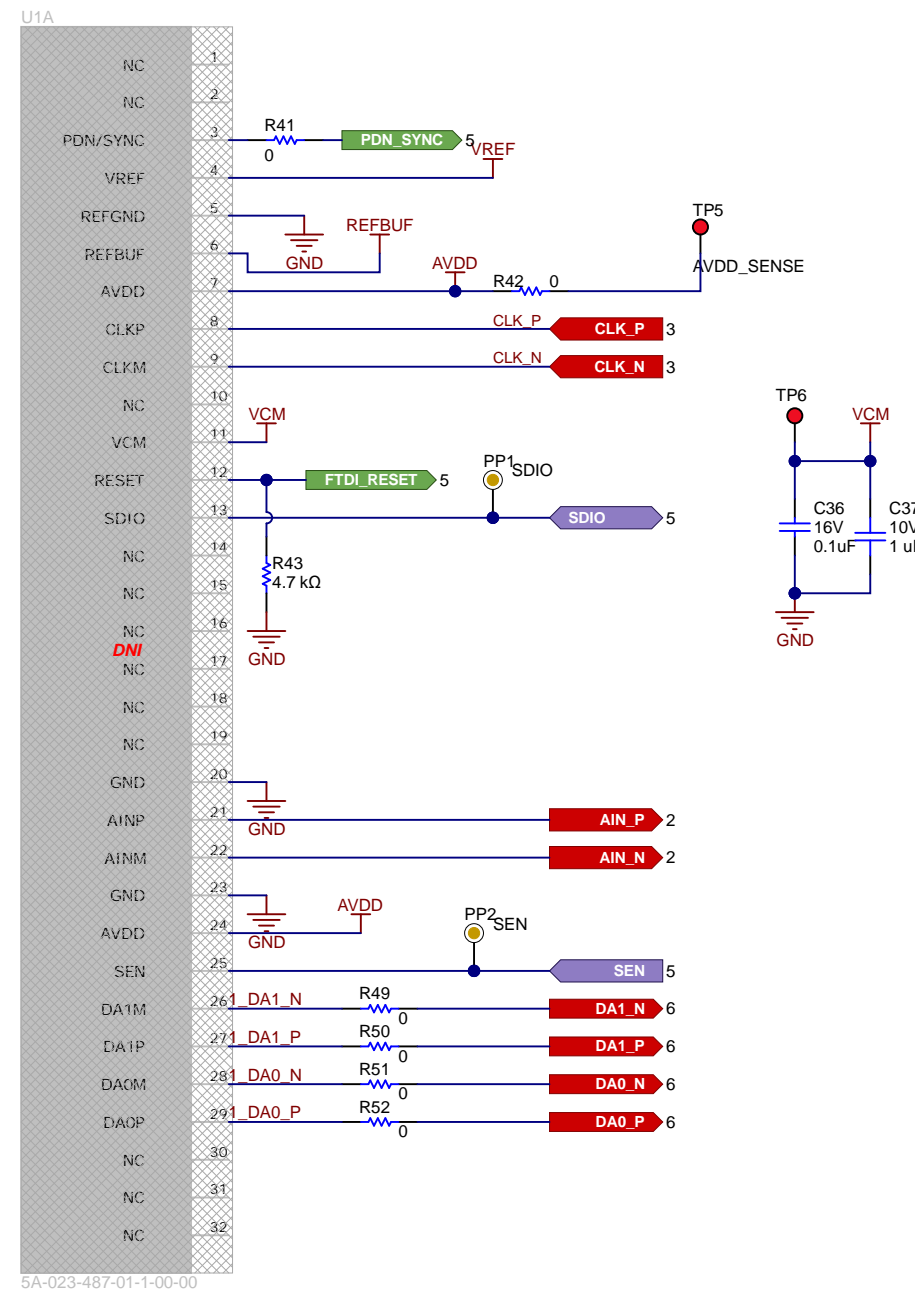 U1A
NC 1
NC 2
PDN/SYNC 3 R41 0 PDN_SYNC 5
VREF 4 VREF
REFGND 5 GND
REFBUF 6 REFBUF
TP5
AVDD_SENSE
AVDD 7 AVDD R42 0
CLKP 8 CLK_P CLK_P 3
CLKM 9 CLK_N CLK_N 3
NC 10
VCM 11 VCM
TP6 VCM
RESET 12 FTDI_RESET 5
PP1 SDIO
SDIO 13 SDIO 5
C36 16V 0.1uF
C37 10V
NC 14
R43
4.7 kΩ
NC 15
NC 16
GND
GND
DNI
NC 17
NC 18
NC 19
GND 20 GND
AINP 21 AIN_P 2
AINM 22 AIN_N 2
GND 23 GND
AVDD 24 AVDD
PP2 SEN
SEN 25 SEN 5
DA1M 26 1_DA1_N R49 0 DA1_N 6
DA1P 27 1_DA1_P R50 0 DA1_P 6
DA0M 28 1_DA0_N R51 0 DA0_N 6
DA0P 29 1_DA0_P R52 0 DA0_P 6
NC 30
NC 31
NC 32
5A-023-487-01-1-00-00